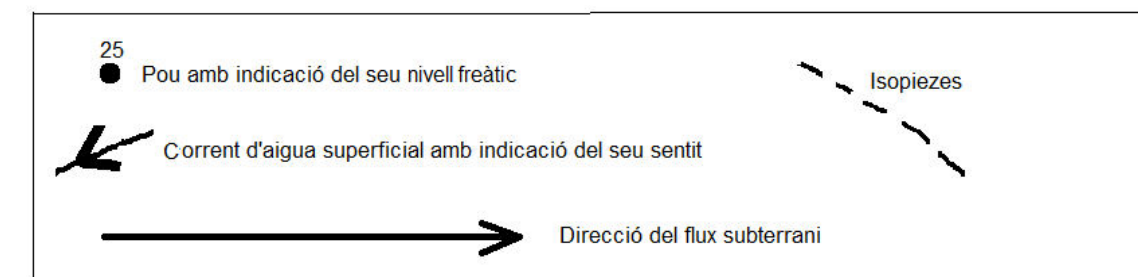 25
Pou amb indicació del seu nivell freàtic
Isopiezes
Corrent d'aigua superficial amb indicació del seu sentit
Direcció del flux subterrani